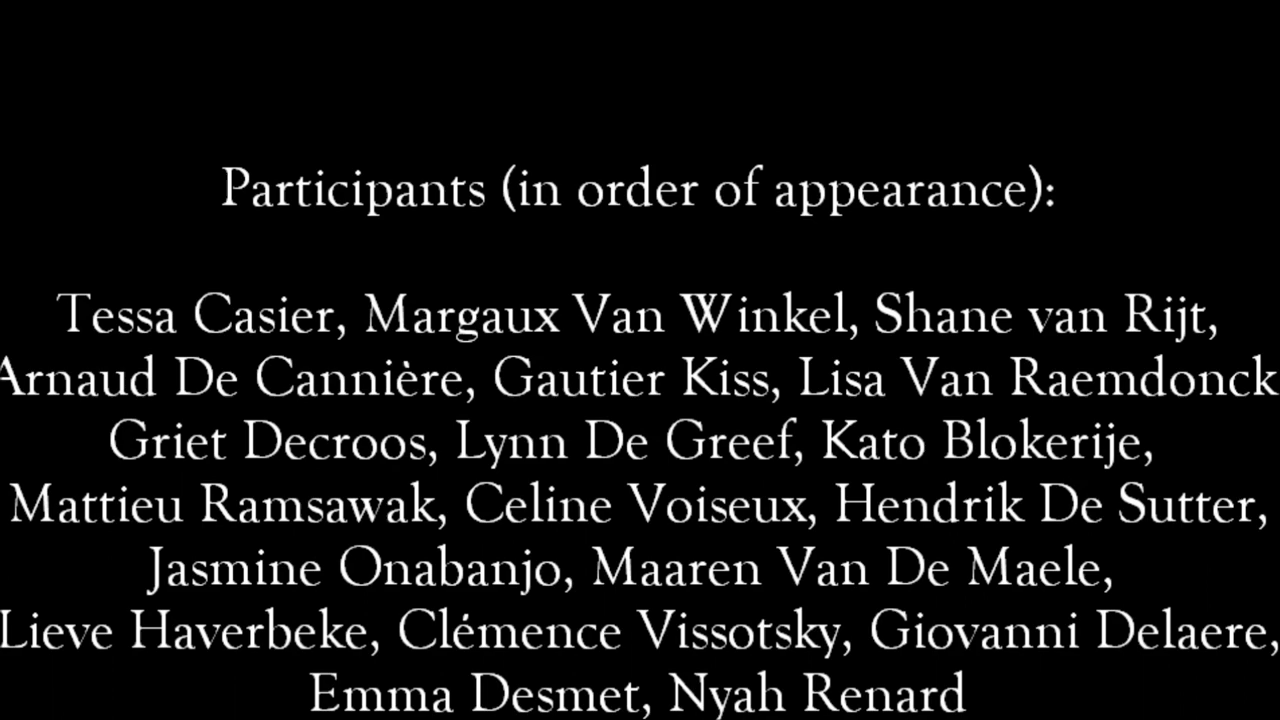 Participants (in order of appearance):
Tessa Casier, Margaux Van Winkel, Shane van Rijt,
Arnaud De Cannière, Gautier Kiss, Lisa Van Raemdonck
Griet Decroos, Lynn De Greef, Kato Blokerije,
Mattieu Ramsawak, Celine Voiseux, Hendrik De Sutter,
Jasmine Onabanjo, Maaren Van De Maele,
Lieve Haverbeke, Clémence Vissotsky, Giovanni Delaere,
Emma Desmet, Nyah Renard